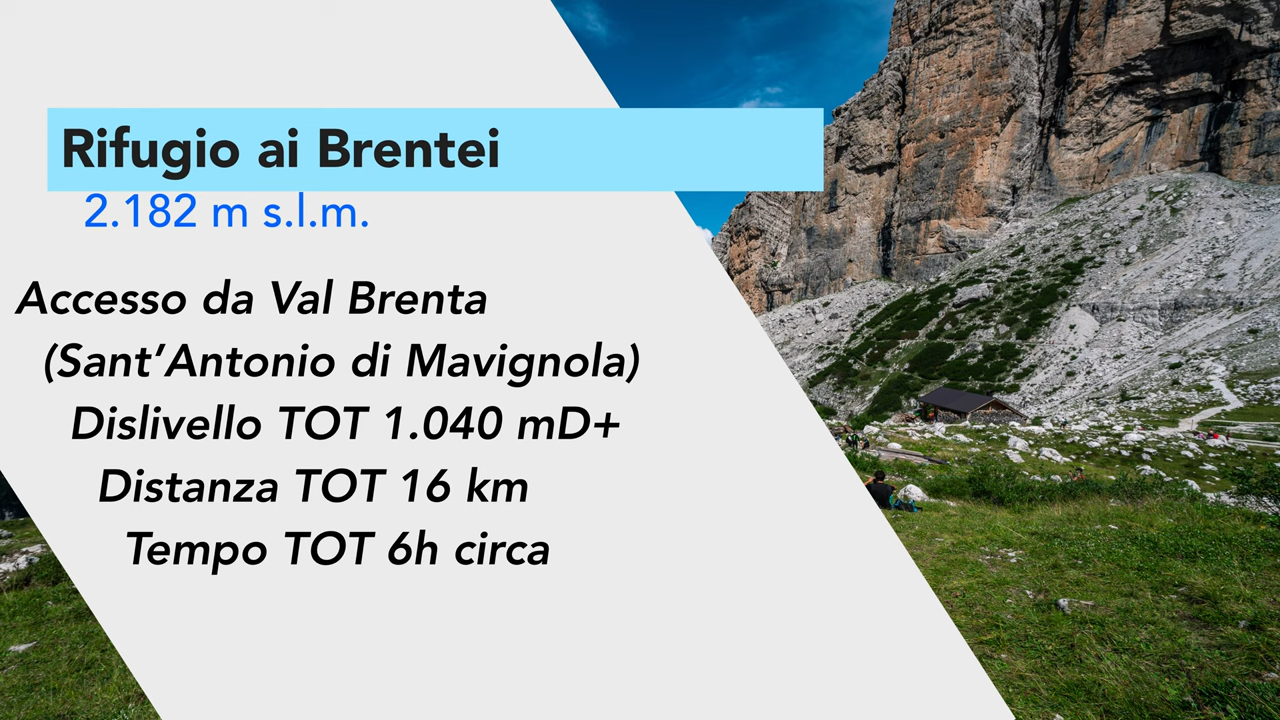 Rifugio ai Brentei
2.182 m s.l.m.
Accesso da Val Brenta
(Sant’Antonio di Mavignola)
Dislivello TOT 1.040 mD+
Distanza TOT 16 km
Tempo TOT 6h circa